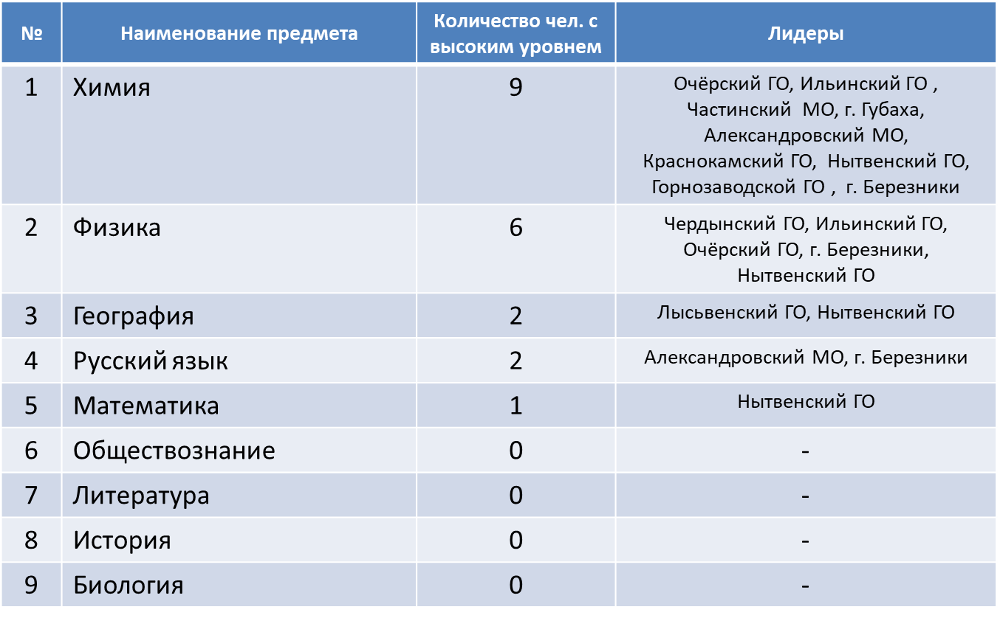 №
Наименование предмета
Количество чел. с
высоким уровнем
Лидеры
1
Химия
9
Очёрский ГО, Ильинский ГО ,
Частинский МО, г. Губаха,
Александровский МО,
Краснокамский ГО, Нытвенский ГО,
Горнозаводской ГО , г. Березники
2
Физика
6
Чердынский ГО, Ильинский ГО,
Очёрский ГО, г. Березники,
Нытвенский ГО
3
География
2
Лысьвенский ГО, Нытвенский ГО
4
Русский язык
2
Александровский МО, г. Березники
5
Математика
1
Нытвенский ГО
6
Обществознание
0
-
7
Литература
0
-
8
История
0
-
9
Биология
0
-